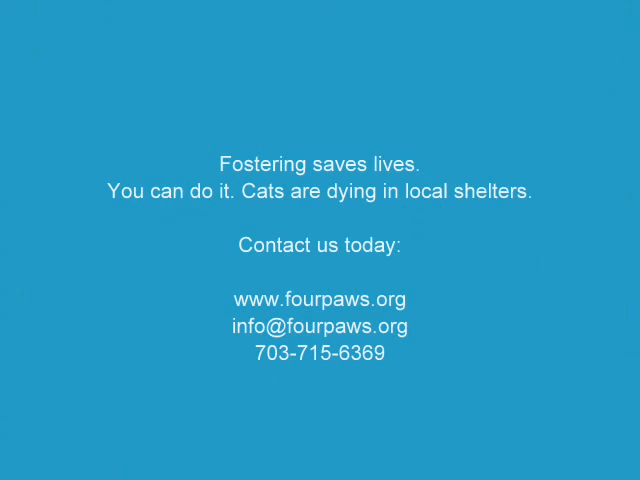 Fostering saves lives.
You can do it. Cats are dying in local shelters.
Contact us today:
www.fourpaws.org
info@fourpaws.org
703-715-6369